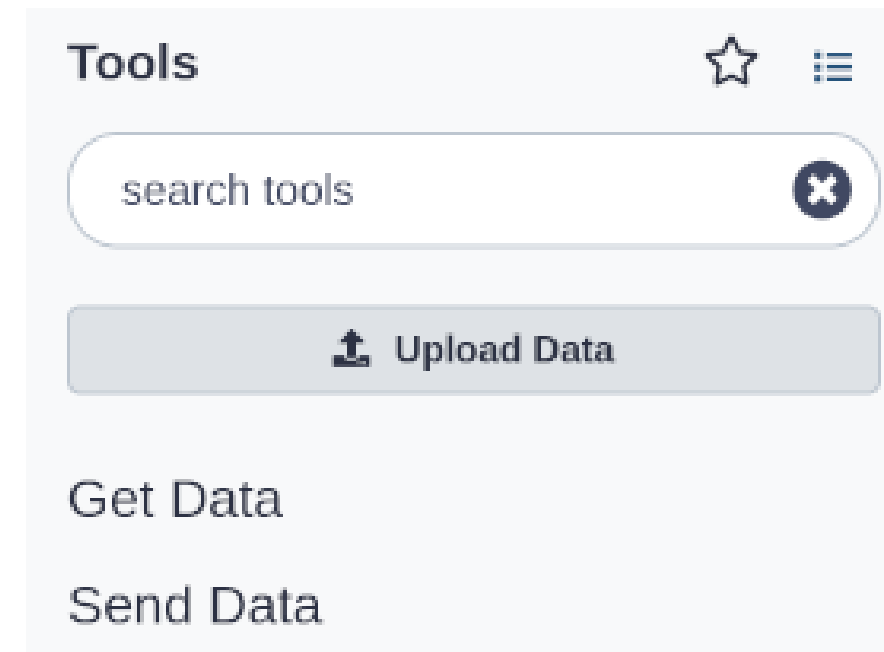 Tools
search tools
Upload Data
Get Data
Send Data